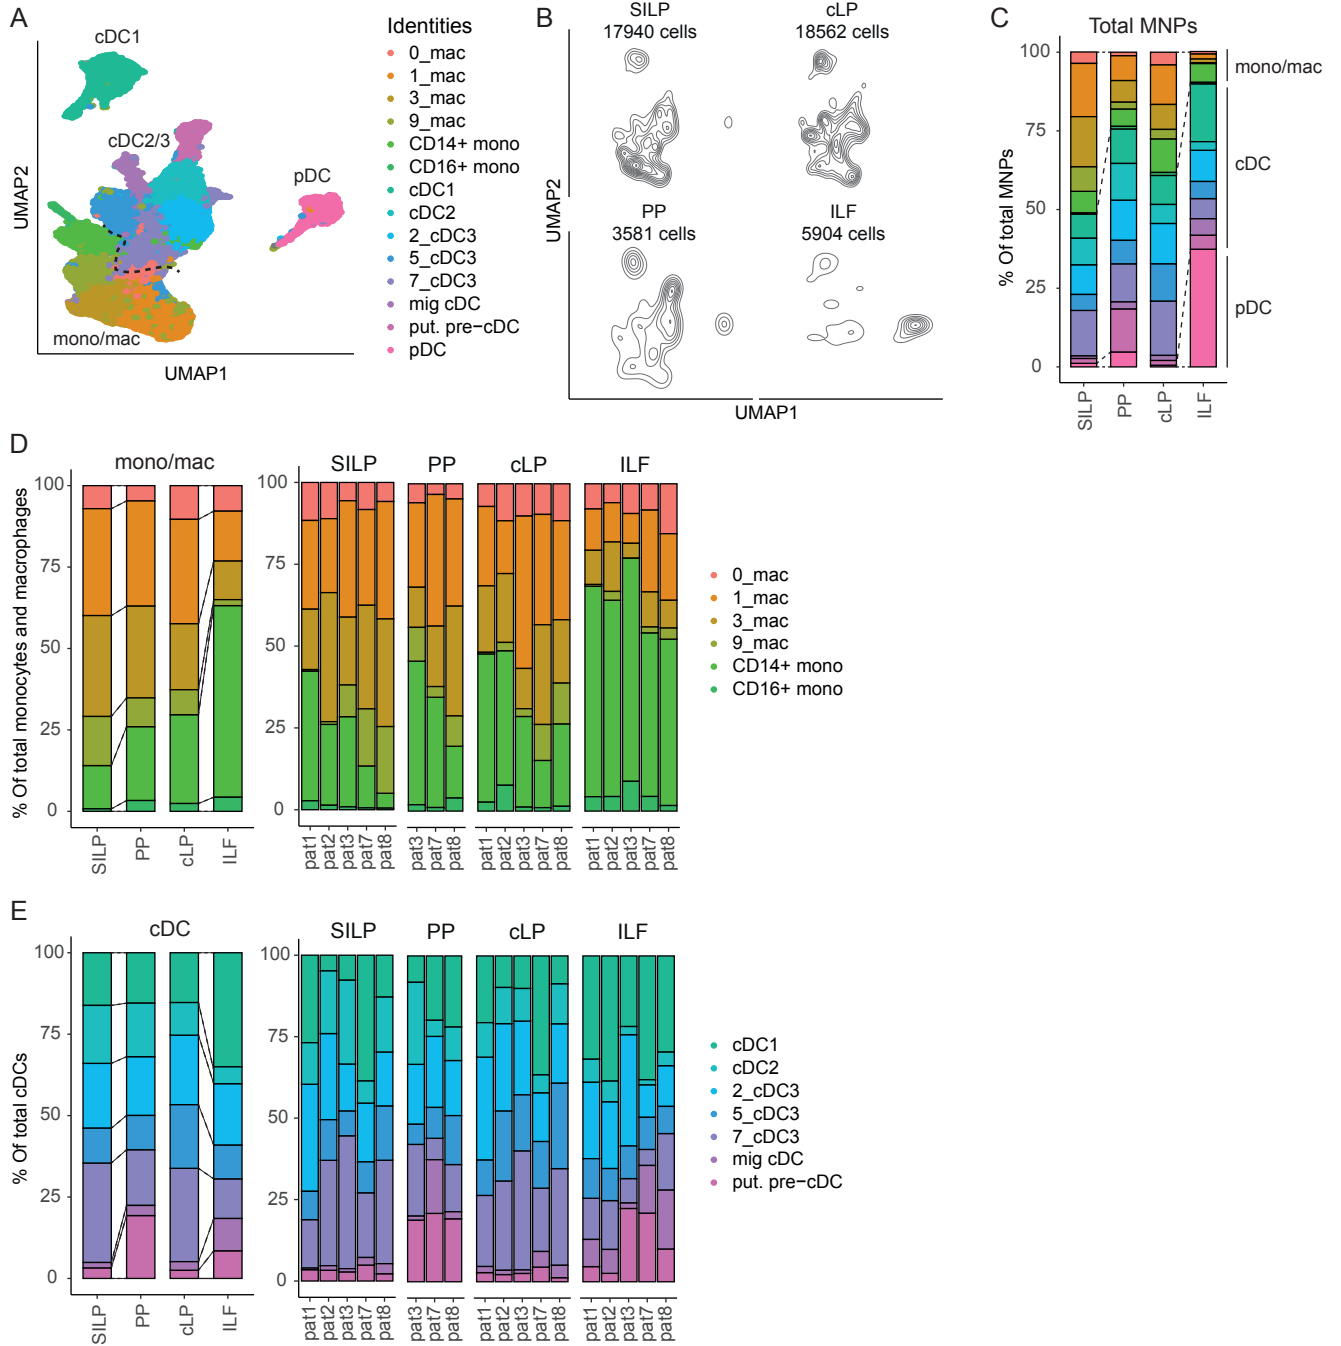 A
Identities
cDC1
cDC2/3
pDC
mono/mac
UMAP2
UMAP1
0_mac
1_mac
3_mac
9_mac
CD14+ mono
CD16+ mono
cDC1
cDC2
2_cDC3
5_cDC3
7_cDC3
mig cDC
put. pre−cDC
pDC
B
SILP
17940 cells
cLP
18562 cells
PP
3581 cells
ILF
5904 cells
UMAP2
UMAP1
C
Total MNPs
% Of total MNPs
100
75
50
25
0
SILP
PP
cLP
ILF
mono/mac
cDC
pDC
D
mono/mac
% Of total monocytes and macrophages
100
75
50
25
0
SILP
PP
cLP
ILF
SILP
PP
cLP
ILF
100
75
50
25
0
pat1
pat2
pat3
pat7
pat8
pat3
pat7
pat8
pat1
pat2
pat3
pat7
pat8
pat1
pat2
pat3
pat7
pat8
0_mac
1_mac
3_mac
9_mac
CD14+ mono
CD16+ mono
E
cDC
% Of total cDCs
100
75
50
25
0
SILP
PP
cLP
ILF
SILP
PP
cLP
ILF
100
75
50
25
0
pat1
pat2
pat3
pat7
pat8
pat3
pat7
pat8
pat1
pat2
pat3
pat7
pat8
pat1
pat2
pat3
pat7
pat8
cDC1
cDC2
2_cDC3
5_cDC3
7_cDC3
mig cDC
put. pre−cDC